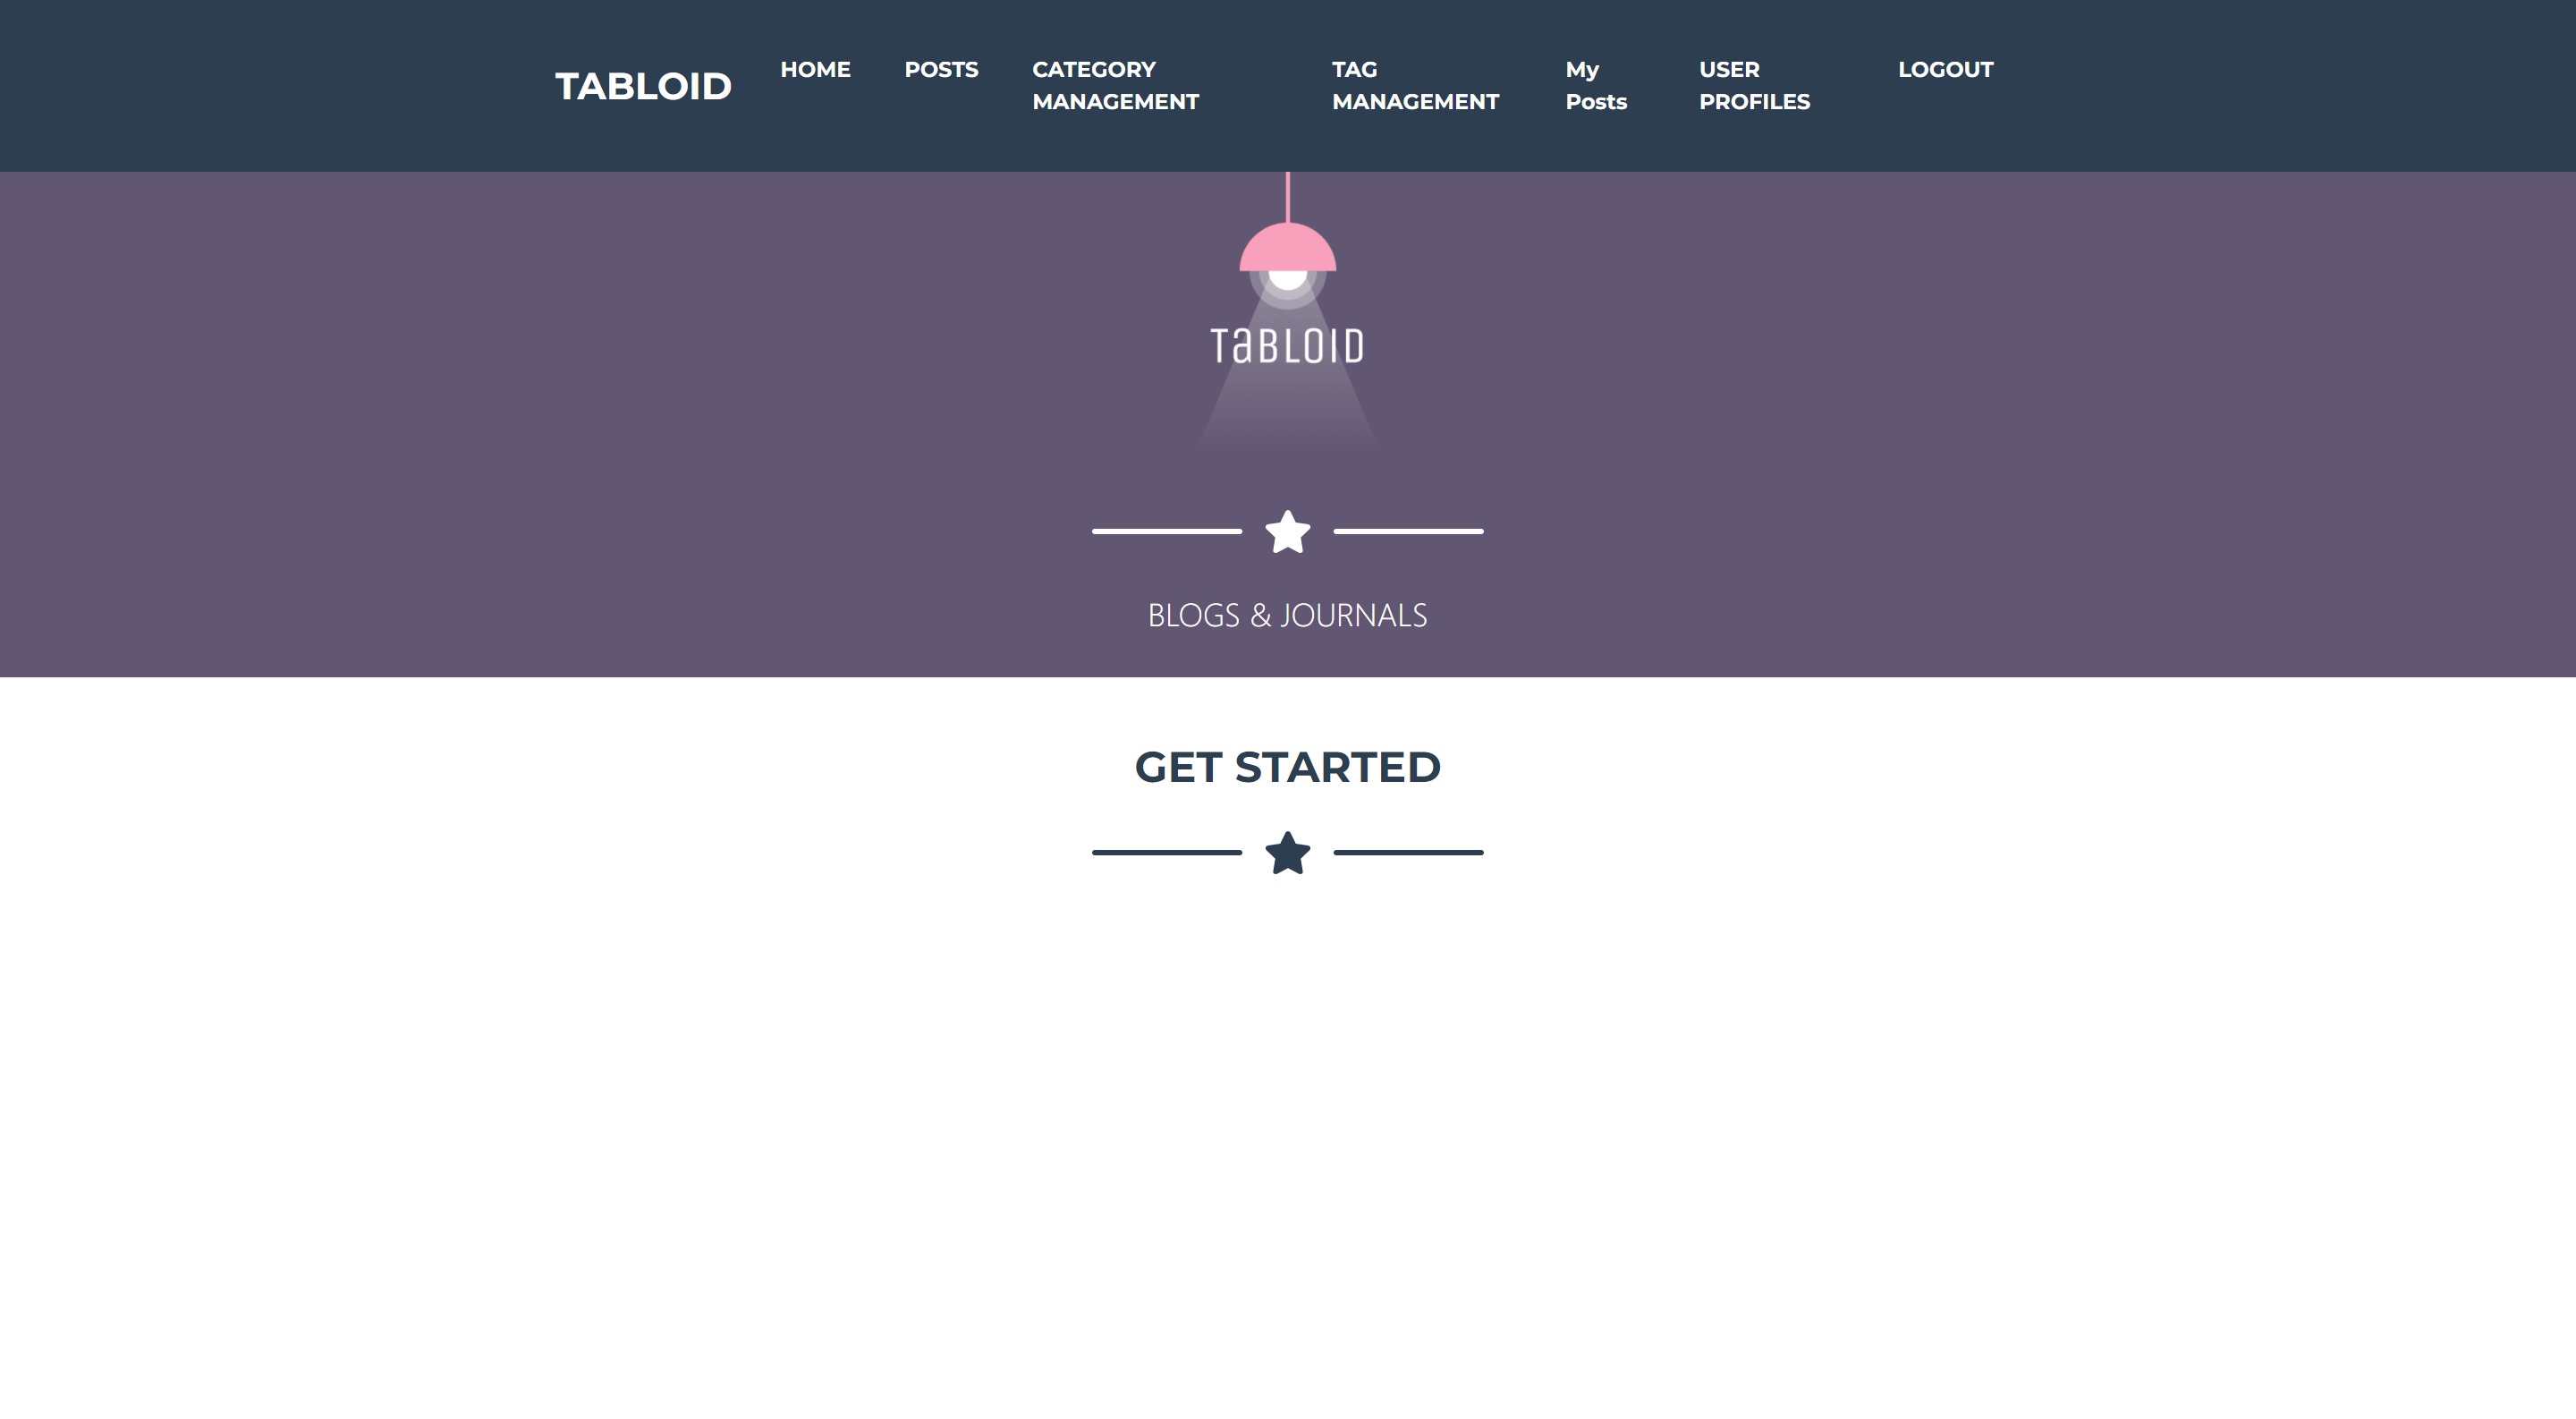 TABLOID
HOME
POSTS
CATEGORY
MANAGEMENT
TAG
MANAGEMENT
My
Posts
USER
PROFILES
LOGOUT
TaBLOID
BLOGS & JOURNALS
GET STARTED